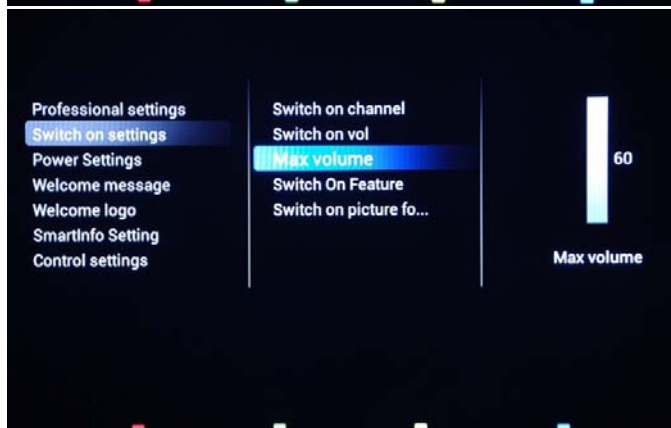 Professional settings
Switch on settings
Power Settings
Welcome message
Welcome logo
SmartInfo Setting
Control settings
Switch on channel
Switch on vol
Max volume
Switch On Feature
Switch on picture fo...
60
Max volume